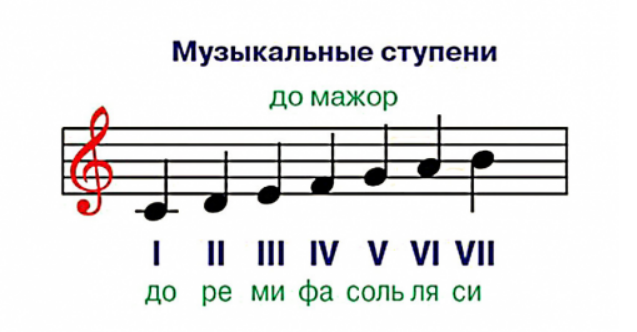 Музыкальные ступени
до мажор
I II III IV V VI VII
до ре ми фа соль ля си